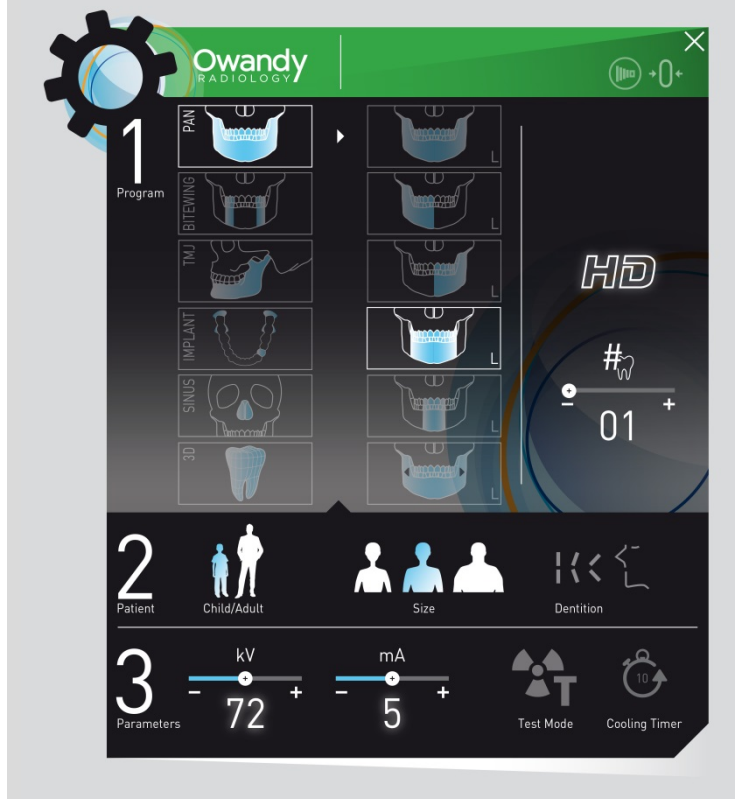 Owandy
RADIOLOGY
→0←
1
Program
PAN
L
BITEWING
L
TMJ
L
IMPLANT
L
SINUS
L
3D
L
HD
#
- +
01
2
Patient
Child/Adult
Size
Dentition
3
Parameters
kV
- +
72
mA
- +
5
T
Test Mode
10
Cooling Timer